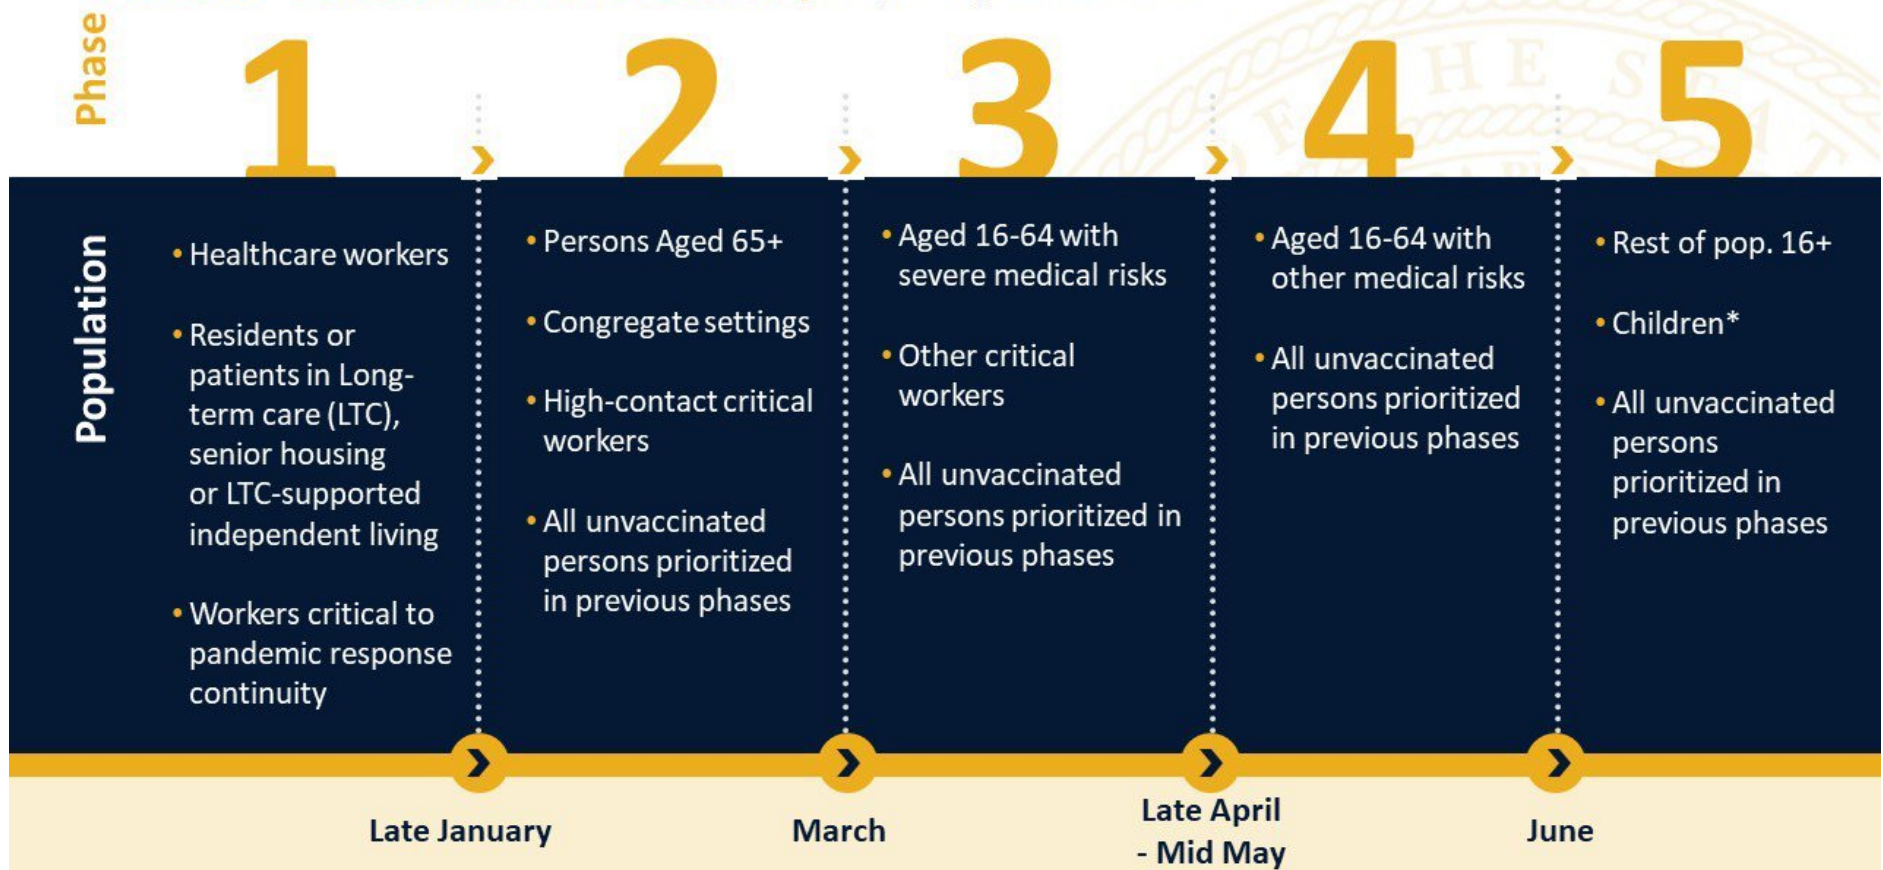 Phase
1
2
3
4
5
Population
• Healthcare workers
• Residents or
patients in Long-
term care (LTC),
senior housing
or LTC-supported
independent living
• Workers critical to
pandemic response
continuity
• Persons Aged 65+
• Congregate settings
• High-contact critical
workers
• All unvaccinated
persons prioritized
in previous phases
• Aged 16-64 with
severe medical risks
• Other critical
workers
• All unvaccinated
persons prioritized in
previous phases
• Aged 16-64 with
other medical risks
• All unvaccinated
persons prioritized
in previous phases
• Rest of pop. 16+
• Children*
• All unvaccinated
persons
prioritized in
previous phases
Late January
March
Late April
- Mid May
June
THE